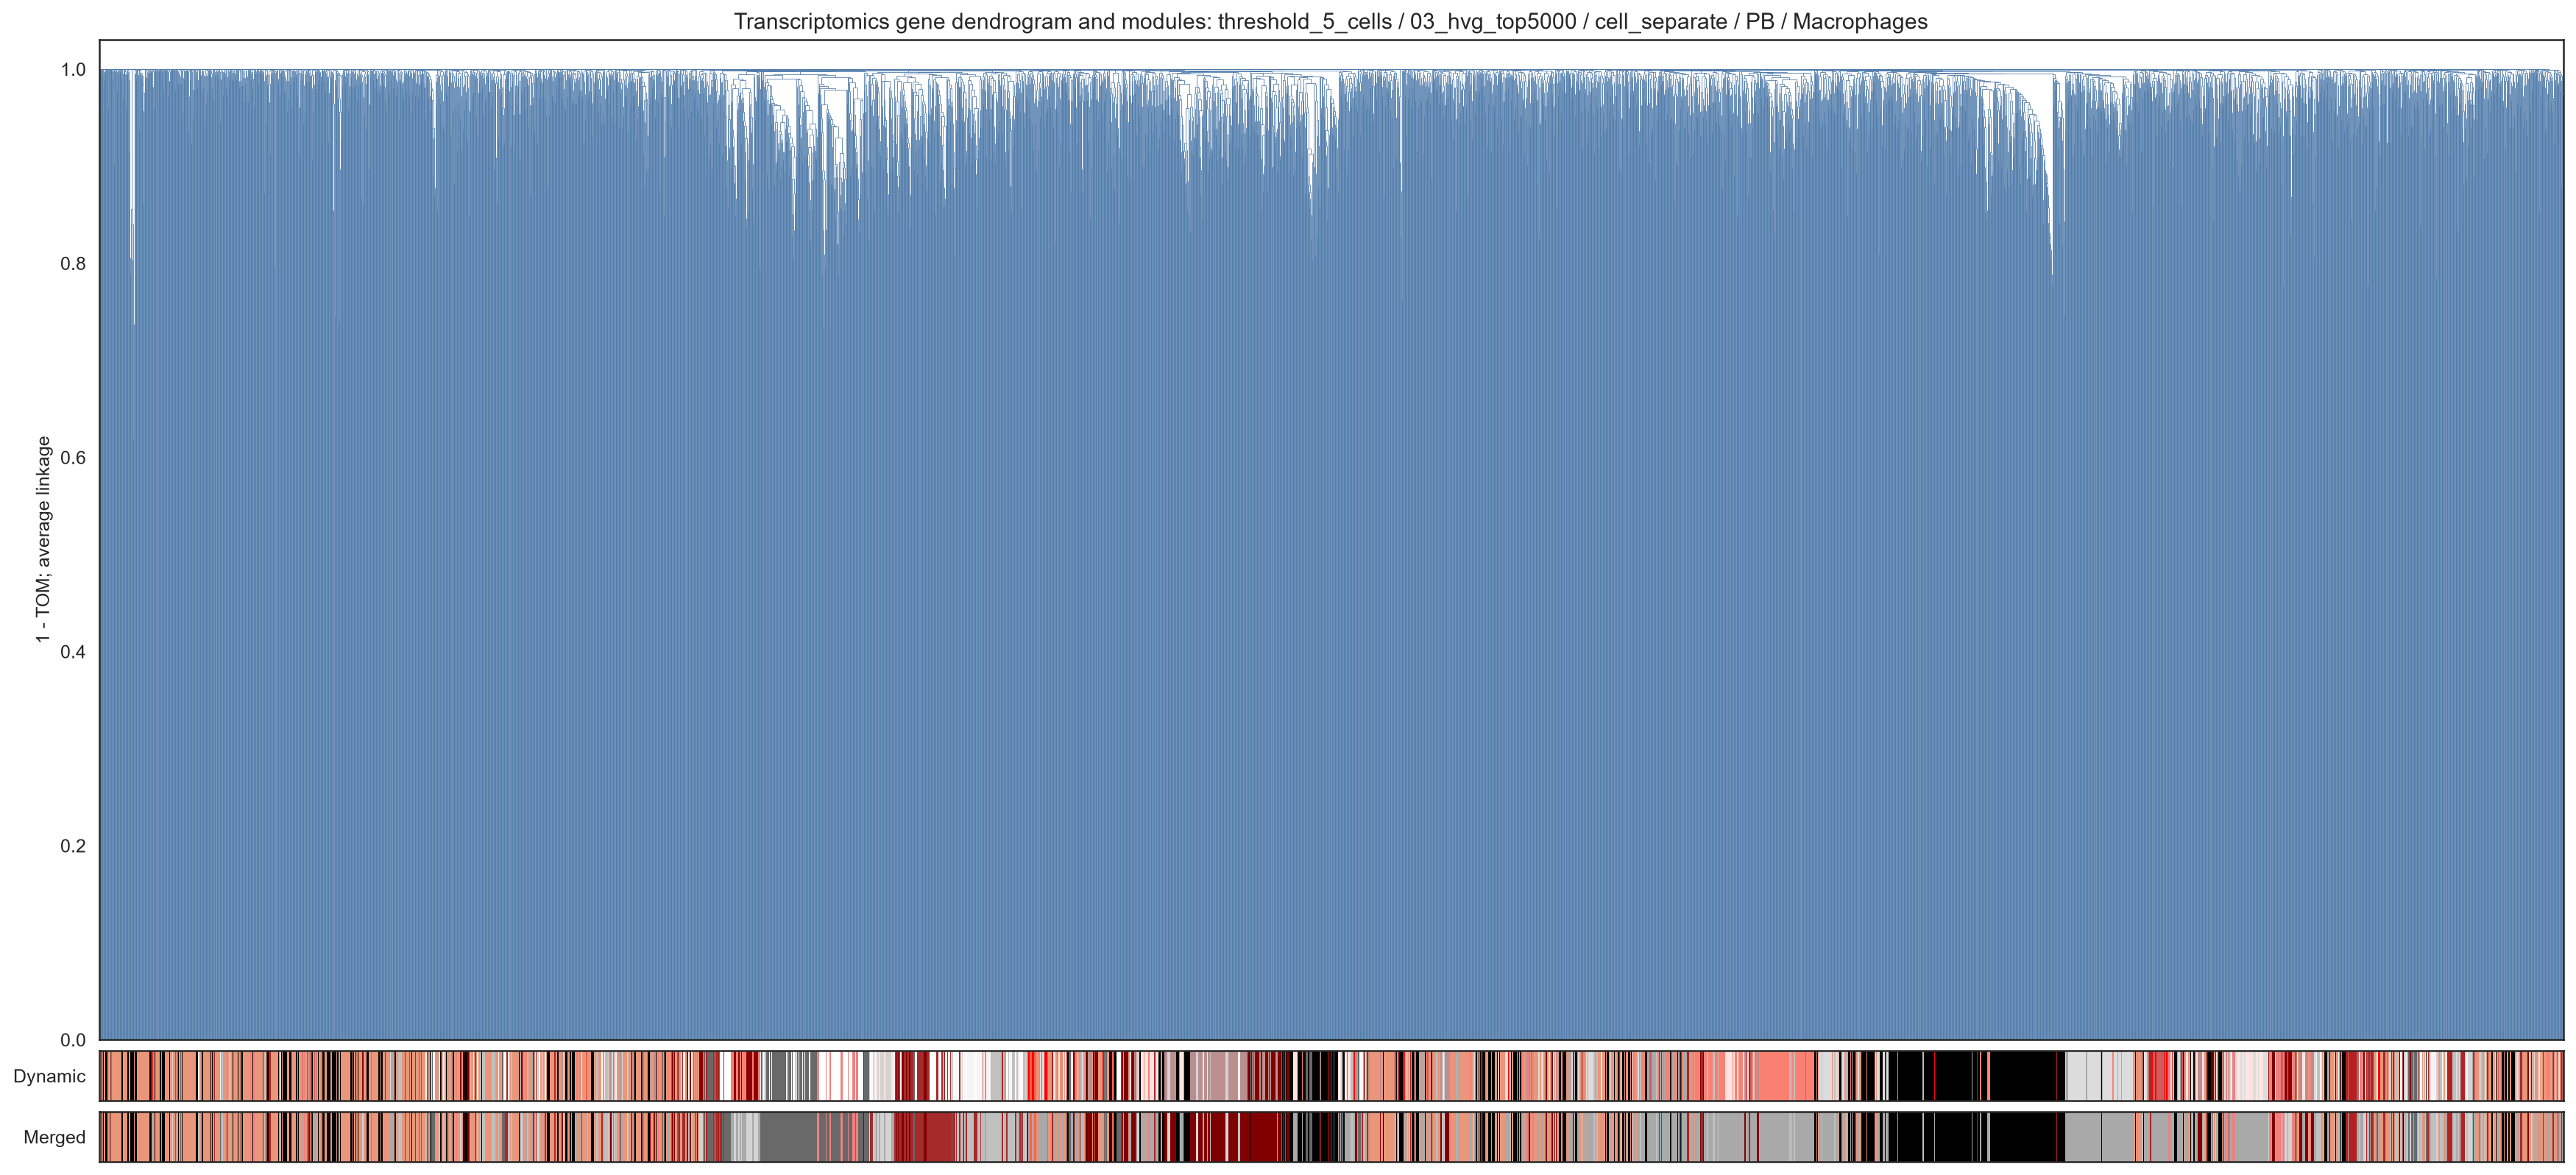 Transcriptomics gene dendrogram and modules: threshold_5_cells / 03_hvg_top5000 / cell_separate / PB / Macrophages
1.0
0.8
0.6
0.4
0.2
0.0
1 - TOM; average linkage
Dynamic
Merged